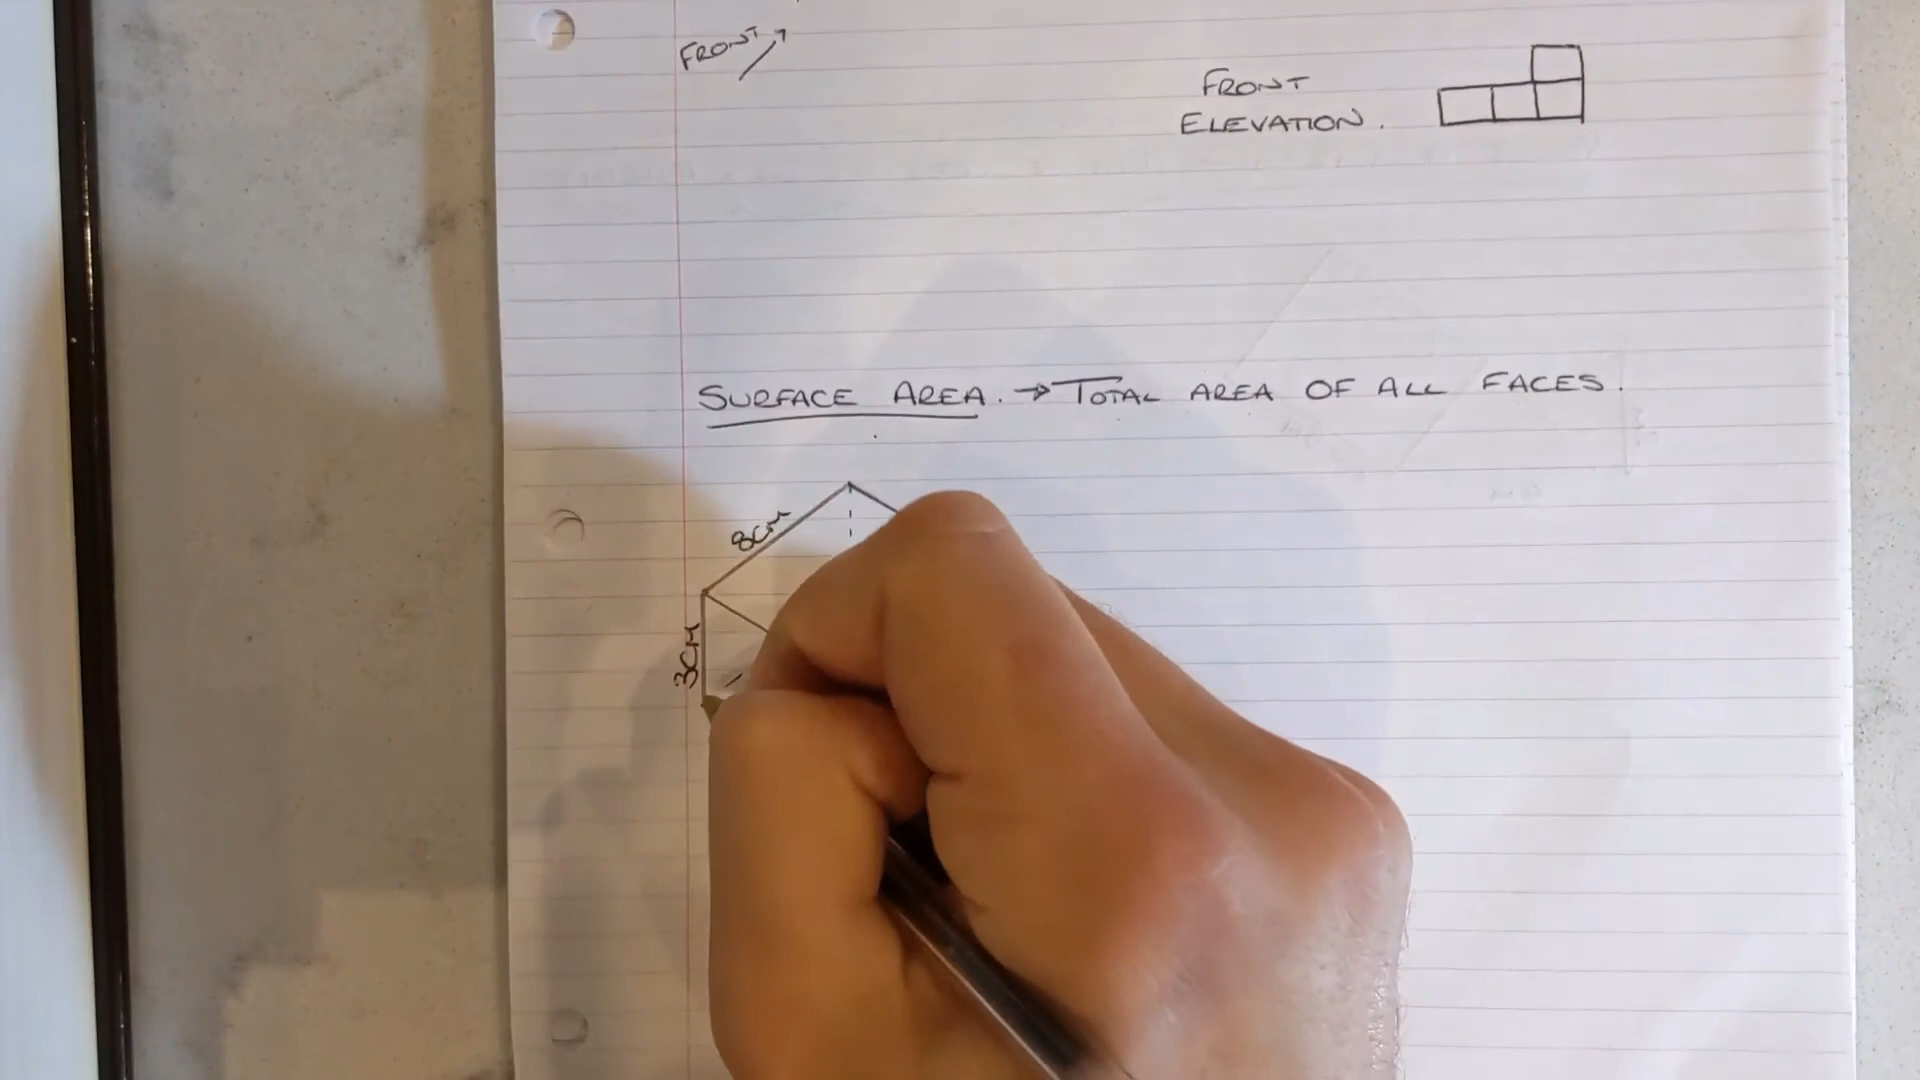 FRONT
FRONT
ELEVATION.
SURFACE AREA. → TOTAL AREA OF ALL FACES.
8CM
3CM